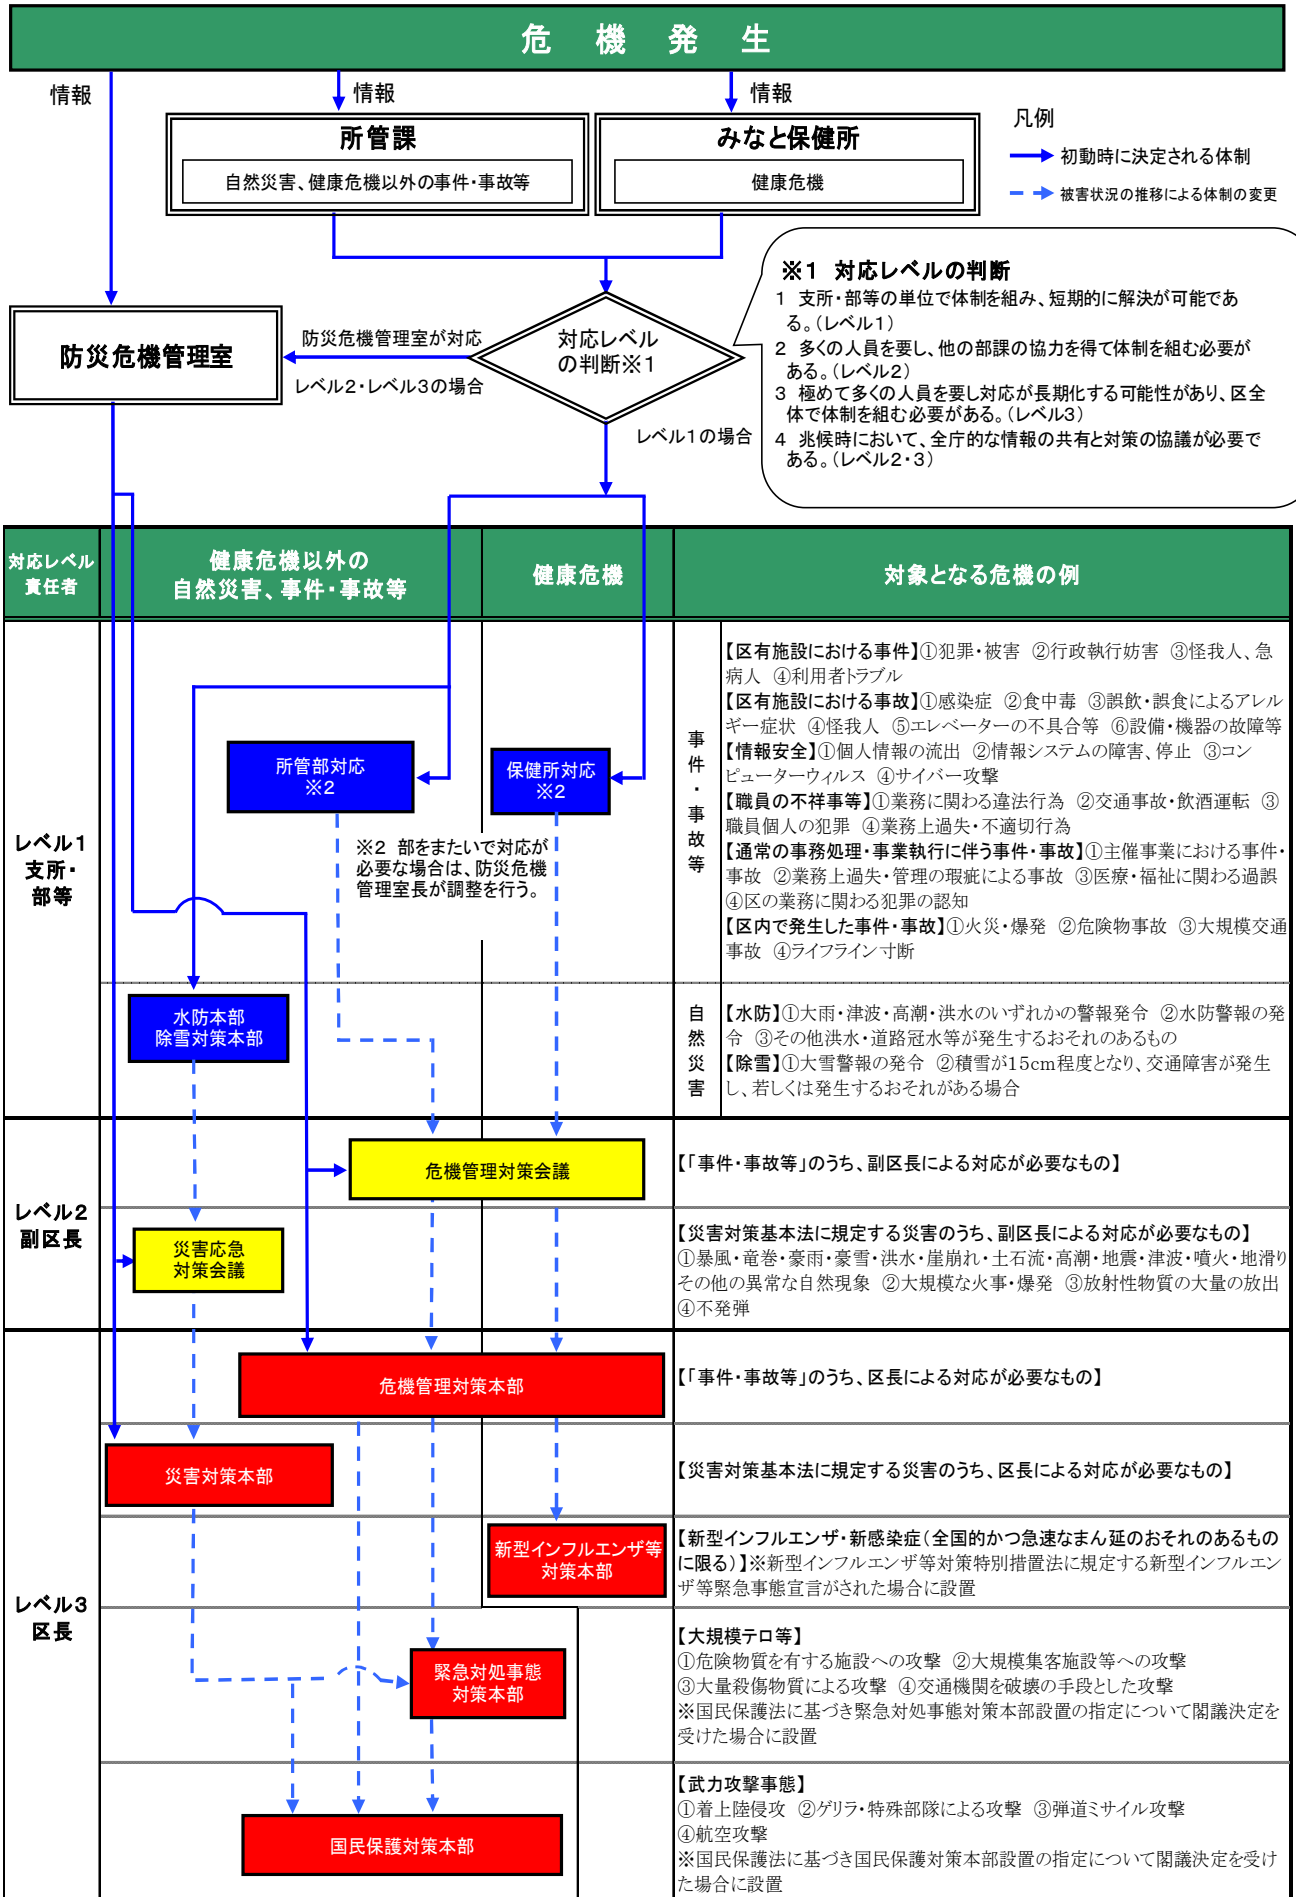 危　機　発　生
情報
情報
情報
所管課
自然災害、健康危機以外の事件・事故等
みなと保健所
健康危機
凡例
初動時に決定される体制
被害状況の推移による体制の変更
防災危機管理室
防災危機管理室が対応
レベル2・レベル3の場合
対応レベル
の判断※1
レベル1の場合
※1　対応レベルの判断
1　支所・部等の単位で体制を組み、短期的に解決が可能であ
る。（レベル1）
2　多くの人員を要し、他の部課の協力を得て体制を組む必要が
ある。（レベル2）
3　極めて多くの人員を要し対応が長期化する可能性があり、区全
体で体制を組む必要がある。（レベル3）
4　兆候時において、全庁的な情報の共有と対策の協議が必要で
ある。（レベル2・3）
対応レベル
責任者
健康危機以外の
自然災害、事件・事故等
健康危機
対象となる危機の例
レベル1
支所・
部等
所管部対応
※2
保健所対応
※2
※2　部をまたいで対応が
必要な場合は、防災危機
管理室長が調整を行う。
水防本部
除雪対策本部
事件・事故等
【区有施設における事件】①犯罪・被害　②行政執行妨害　③怪我人、急
病人　④利用者トラブル
【区有施設における事故】①感染症　②食中毒　③誤飲・誤食によるアレル
ギー症状　④怪我人　⑤エレベーターの不具合等　⑥設備・機器の故障等
【情報安全】①個人情報の流出　②情報システムの障害、停止　③コン
ピューターウィルス　④サイバー攻撃
【職員の不祥事等】①業務に関わる違法行為　②交通事故・飲酒運転　③
職員個人の犯罪　④業務上過失・不適切行為
【通常の事務処理・事業執行に伴う事件・事故】①主催事業における事件・
事故　②業務上過失・管理の瑕疵による事故　③医療・福祉に関わる過誤
④区の業務に関わる犯罪の認知
【区内で発生した事件・事故】①火災・爆発　②危険物事故　③大規模交通
事故　④ライフライン寸断
自然災害
【水防】①大雨・津波・高潮・洪水のいずれかの警報発令　②水防警報の発
令　③その他洪水・道路冠水等が発生するおそれのあるもの
【除雪】①大雪警報の発令　②積雪が15cm程度となり、交通障害が発生
し、若しくは発生するおそれがある場合
レベル2
副区長
危機管理対策会議
【「事件・事故等」のうち、副区長による対応が必要なもの】
災害応急
対策会議
【災害対策基本法に規定する災害のうち、副区長による対応が必要なもの】
①暴風・竜巻・豪雨・豪雪・洪水・崖崩れ・土石流・高潮・地震・津波・噴火・地滑り
その他の異常な自然現象　②大規模な火事・爆発　③放射性物質の大量の放出
④不発弾
レベル3
区長
危機管理対策本部
【「事件・事故等」のうち、区長による対応が必要なもの】
災害対策本部
【災害対策基本法に規定する災害のうち、区長による対応が必要なもの】
新型インフルエンザ等
対策本部
【新型インフルエンザ・新感染症（全国的かつ急速なまん延のおそれのあるもの
に限る）】※新型インフルエンザ等対策特別措置法に規定する新型インフルエン
ザ等緊急事態宣言がされた場合に設置
緊急対処事態
対策本部
【大規模テロ等】
①危険物質を有する施設への攻撃　②大規模集客施設等への攻撃
③大量殺傷物質による攻撃　④交通機関を破壊の手段とした攻撃
※国民保護法に基づき緊急対処事態対策本部設置の指定について閣議決定を
受けた場合に設置
国民保護対策本部
【武力攻撃事態】
①着上陸侵攻　②ゲリラ・特殊部隊による攻撃　③弾道ミサイル攻撃
④航空攻撃
※国民保護法に基づき国民保護対策本部設置の指定について閣議決定を受け
た場合に設置